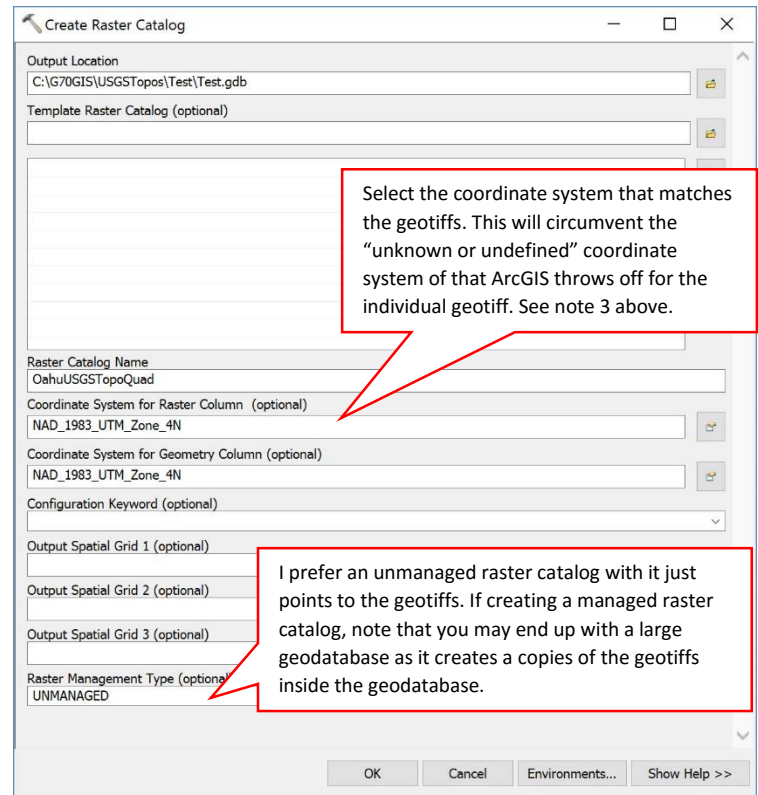 Create Raster Catalog
Output Location
C:\G70GIS\USGSTopos\Test\Test.gdb
Template Raster Catalog (optional)
Select the coordinate system that matches
the geotiffs. This will circumvent the
“unknown or undefined” coordinate
system of that ArcGIS throws off for the
individual geotiff. See note 3 above.
Raster Catalog Name
OahuUSGSTopoQuad
Coordinate System for Raster Column (optional)
NAD_1983_UTM_Zone_4N
Coordinate System for Geometry Column (optional)
NAD_1983_UTM_Zone_4N
Configuration Keyword (optional)
Output Spatial Grid 1 (optional)
I prefer an unmanaged raster catalog with it just
points to the geotiffs. If creating a managed raster
catalog, note that you may end up with a large
geodatabase as it creates a copies of the geotiffs
inside the geodatabase.
Output Spatial Grid 2 (optional)
Output Spatial Grid 3 (optional)
Raster Management Type (optional
UNMANAGED
OK
Cancel
Environments...
Show Help >>